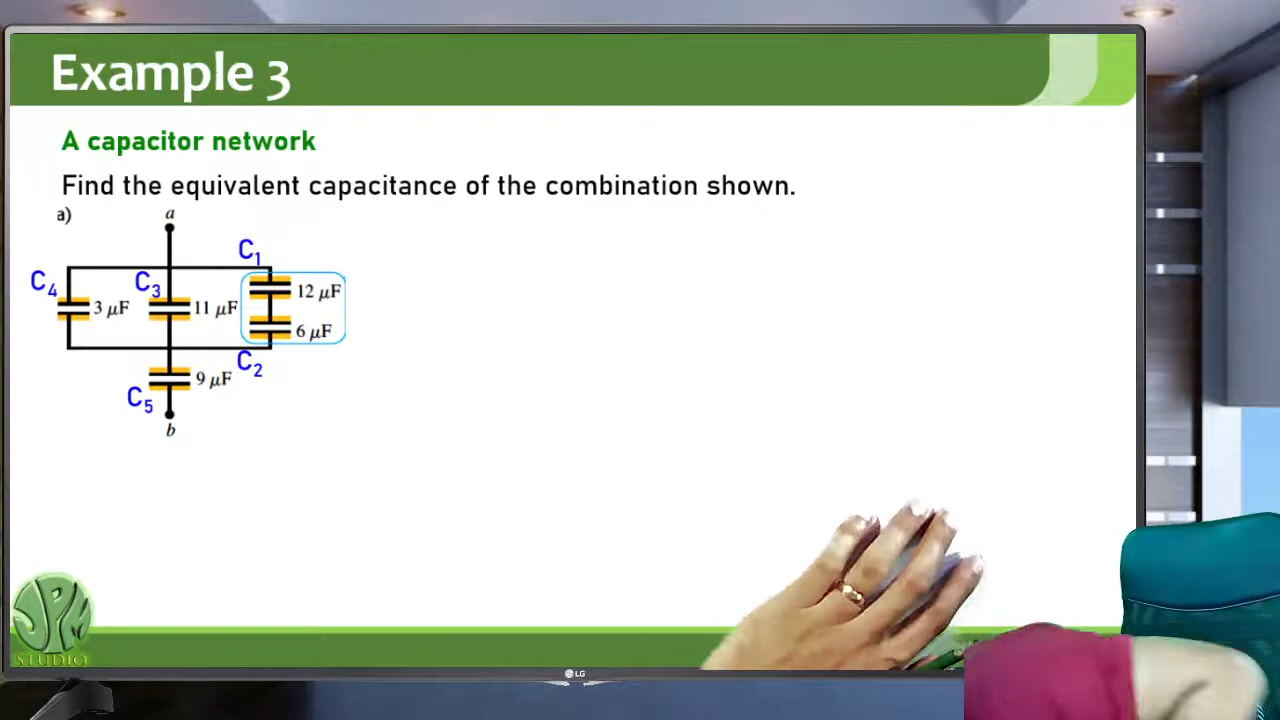 Example 3
A capacitor network
Find the equivalent capacitance of the combination shown.
a)
a
C1
C4
C3
12 μF
3 μF
11 μF
6 μF
C2
9 μF
C5
b
JPM
STUDIO
LG